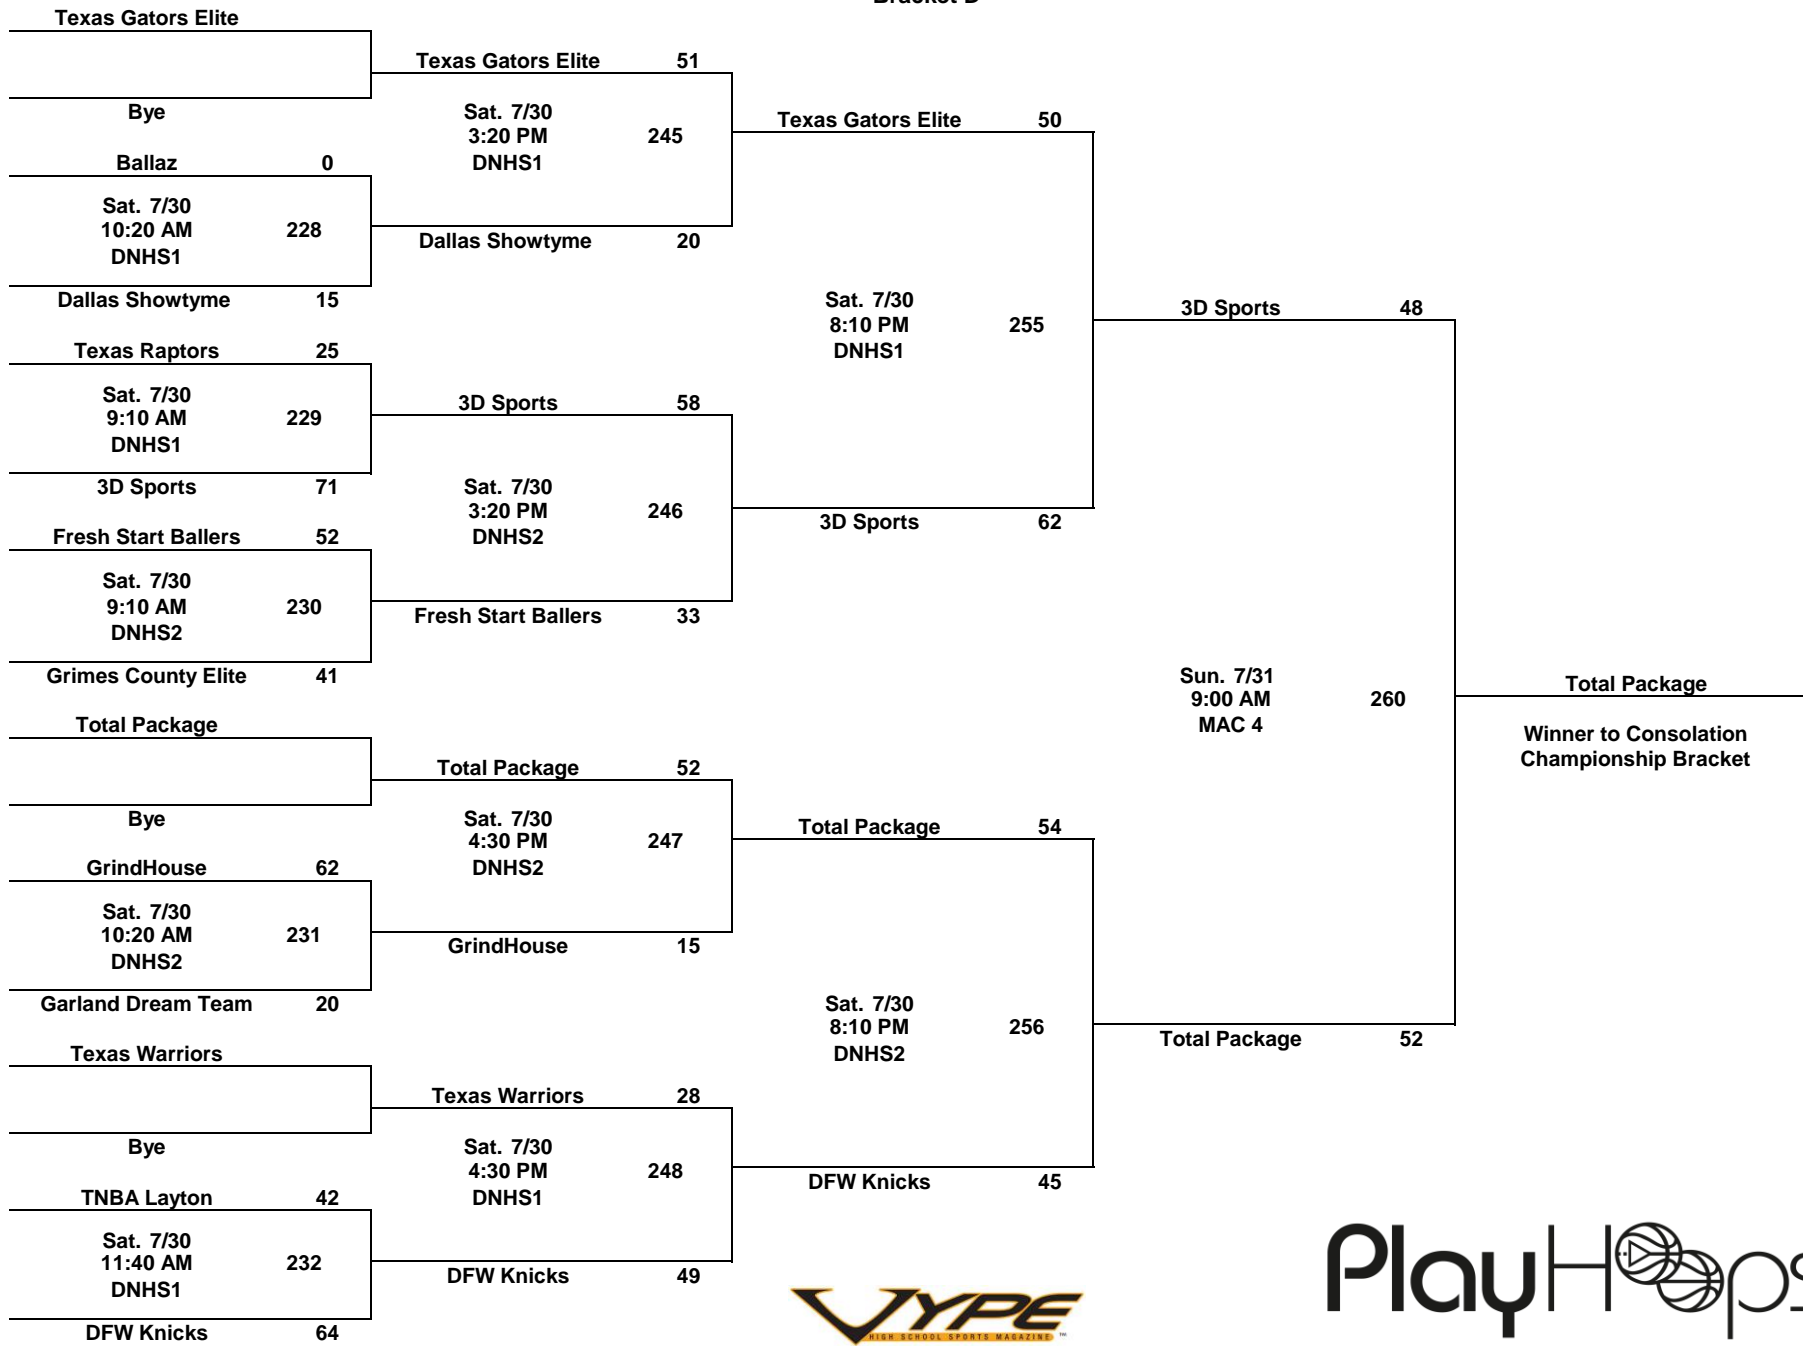 Bracket D
Texas Gators Elite
Bye
Ballaz 0
Sat. 7/30
10:20 AM 228
DNHS1
Dallas Showtyme 15
Texas Raptors 25
Sat. 7/30
9:10 AM 229
DNHS1
3D Sports 71
Fresh Start Ballers 52
Sat. 7/30
9:10 AM 230
DNHS2
Grimes County Elite 41
Total Package
Bye
GrindHouse 62
Sat. 7/30
10:20 AM 231
DNHS2
Garland Dream Team 20
Texas Warriors
Bye
TNBA Layton 42
Sat. 7/30
11:40 AM 232
DNHS1
DFW Knicks 64
Texas Gators Elite 51
Sat. 7/30
3:20 PM 245
DNHS1
Dallas Showtyme 20
3D Sports 58
Sat. 7/30
3:20 PM 246
DNHS2
Fresh Start Ballers 33
Total Package 52
Sat. 7/30
4:30 PM 247
DNHS2
GrindHouse 15
Texas Warriors 28
Sat. 7/30
4:30 PM 248
DNHS1
DFW Knicks 49
Texas Gators Elite 50
Sat. 7/30
8:10 PM 255
DNHS1
3D Sports 62
Total Package 54
Sat. 7/30
8:10 PM 256
DNHS2
DFW Knicks 45
3D Sports 48
Sun. 7/31
9:00 AM 260
MAC 4
Total Package 52
Total Package
Winner to Consolation
Championship Bracket
VYPE
HIGH SCHOOL SPORTS MAGAZINE ™
PlayHoops